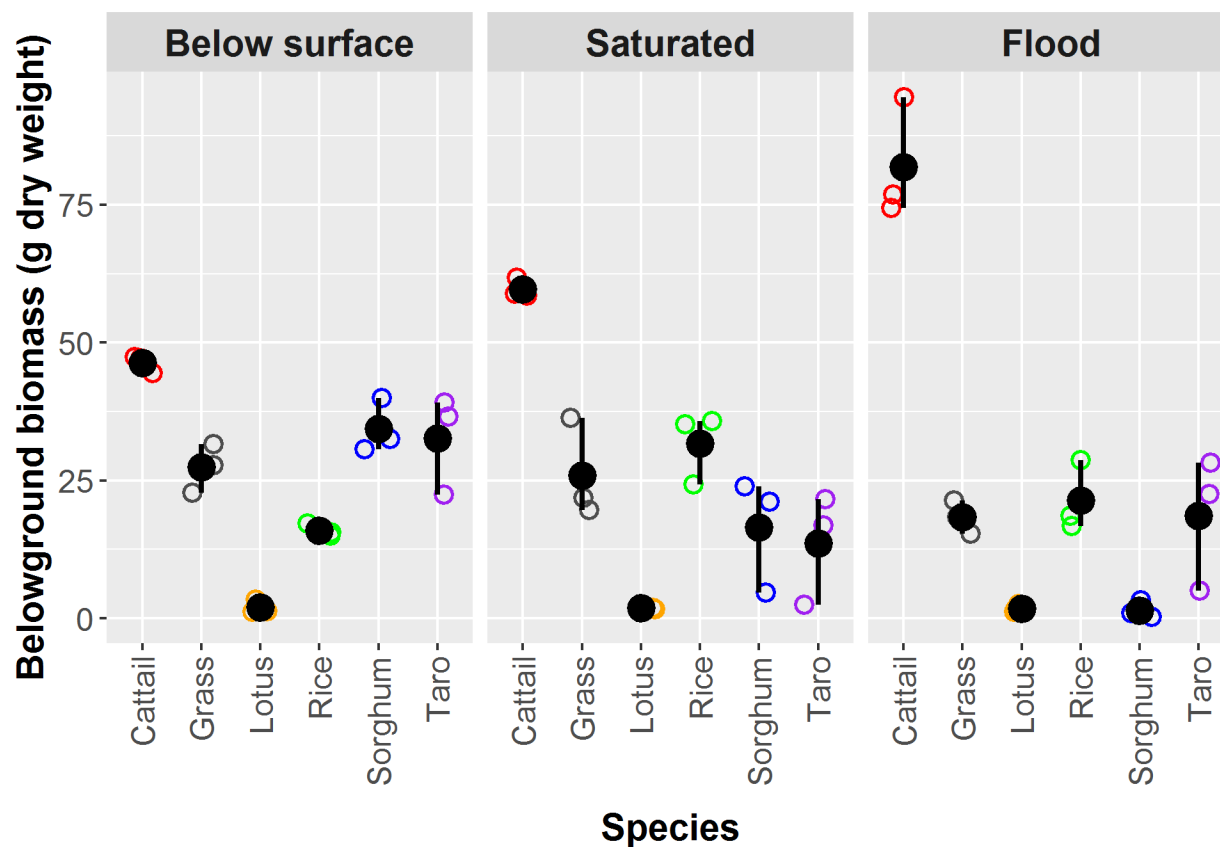 Below surface
Saturated
Flood
Belowground biomass (g dry weight)
75
50
25
0
Cattail
Grass
Lotus
Rice
Sorghum
Taro
Cattail
Grass
Lotus
Rice
Sorghum
Taro
Cattail
Grass
Lotus
Rice
Sorghum
Taro
Species